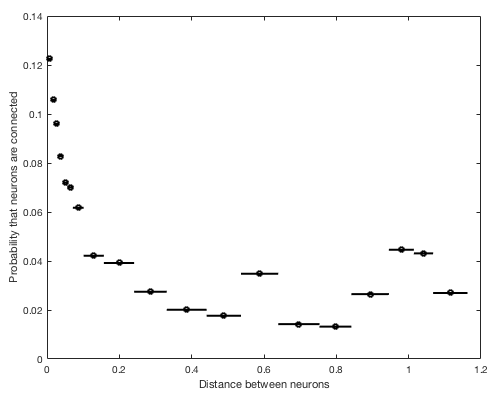 0.14
0.12
0.1
0.08
0.06
0.04
0.02
0
Probability that neurons are connected
0 0.2 0.4 0.6 0.8 1 1.2
Distance between neurons